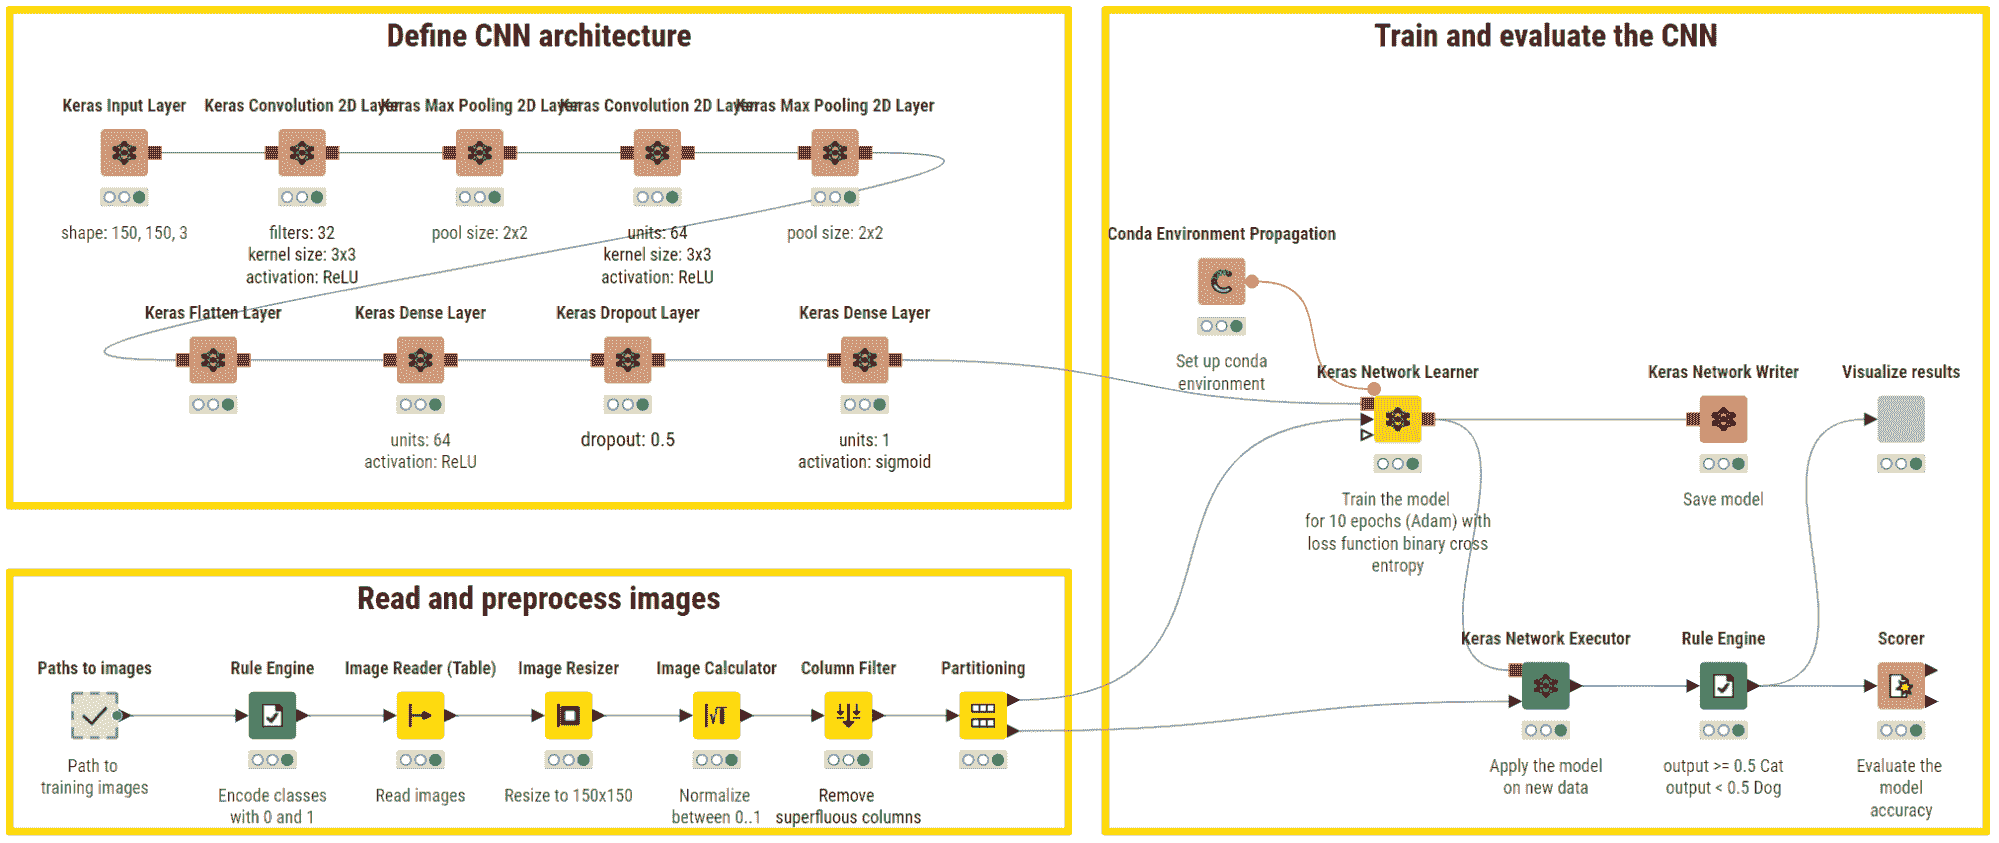 Define CNN architecture
Keras Input Layer
Keras Convolution 2D Layer
Keras Max Pooling 2D Layer
Keras Convolution 2D Layer
Keras Max Pooling 2D Layer
shape: 150, 150, 3
filters: 32
kernel size: 3x3
activation: ReLU
pool size: 2x2
units: 64
kernel size: 3x3
activation: ReLU
pool size: 2x2
Keras Flatten Layer
Keras Dense Layer
Keras Dropout Layer
Keras Dense Layer
units: 64
activation: ReLU
dropout: 0.5
units: 1
activation: sigmoid
Read and preprocess images
Paths to images
Rule Engine
Image Reader (Table)
Image Resizer
Image Calculator
Column Filter
Partitioning
Path to
training images
Encode classes
with 0 and 1
Read images
Resize to 150x150
Normalize
between 0..1
Remove
superfluous columns
Train and evaluate the CNN
Conda Environment Propagation
Set up conda
environment
Keras Network Learner
Keras Network Writer
Visualize results
Train the model
for 10 epochs (Adam) with
loss function binary cross
entropy
Save model
Keras Network Executor
Rule Engine
Scorer
Apply the model
on new data
output >= 0.5 Cat
output < 0.5 Dog
Evaluate the
model
accuracy